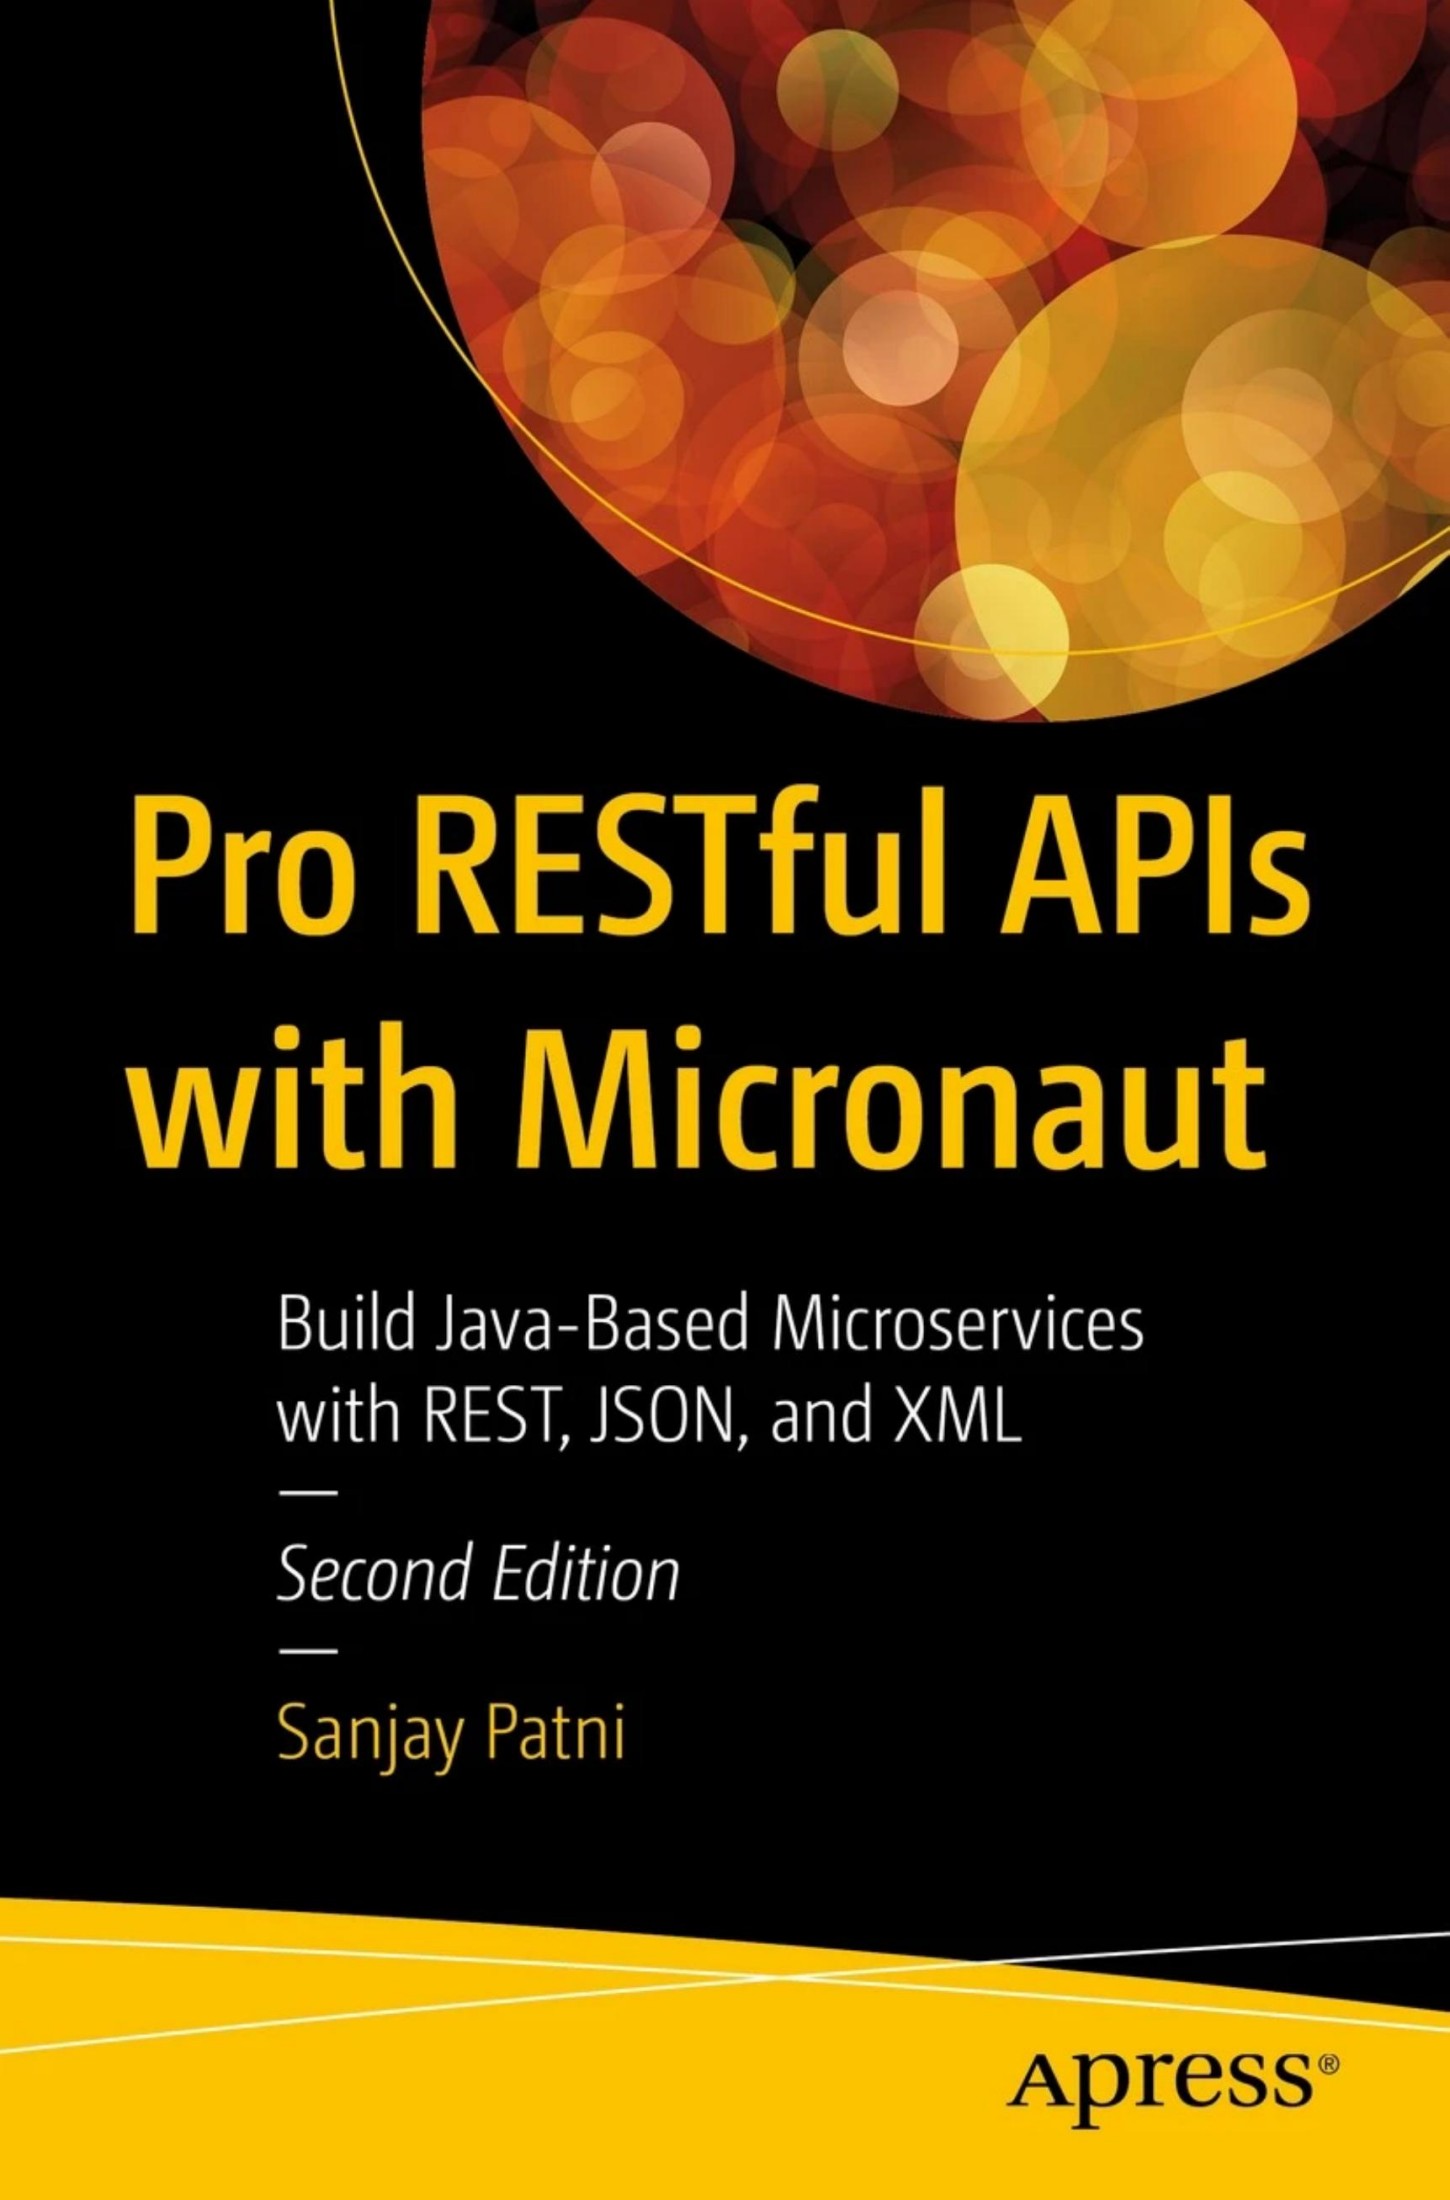 Pro RESTful APIs
with Micronaut
Build Java-Based Microservices
with REST, JSON, and XML
—
Second Edition
—
Sanjay Patni
Apress®